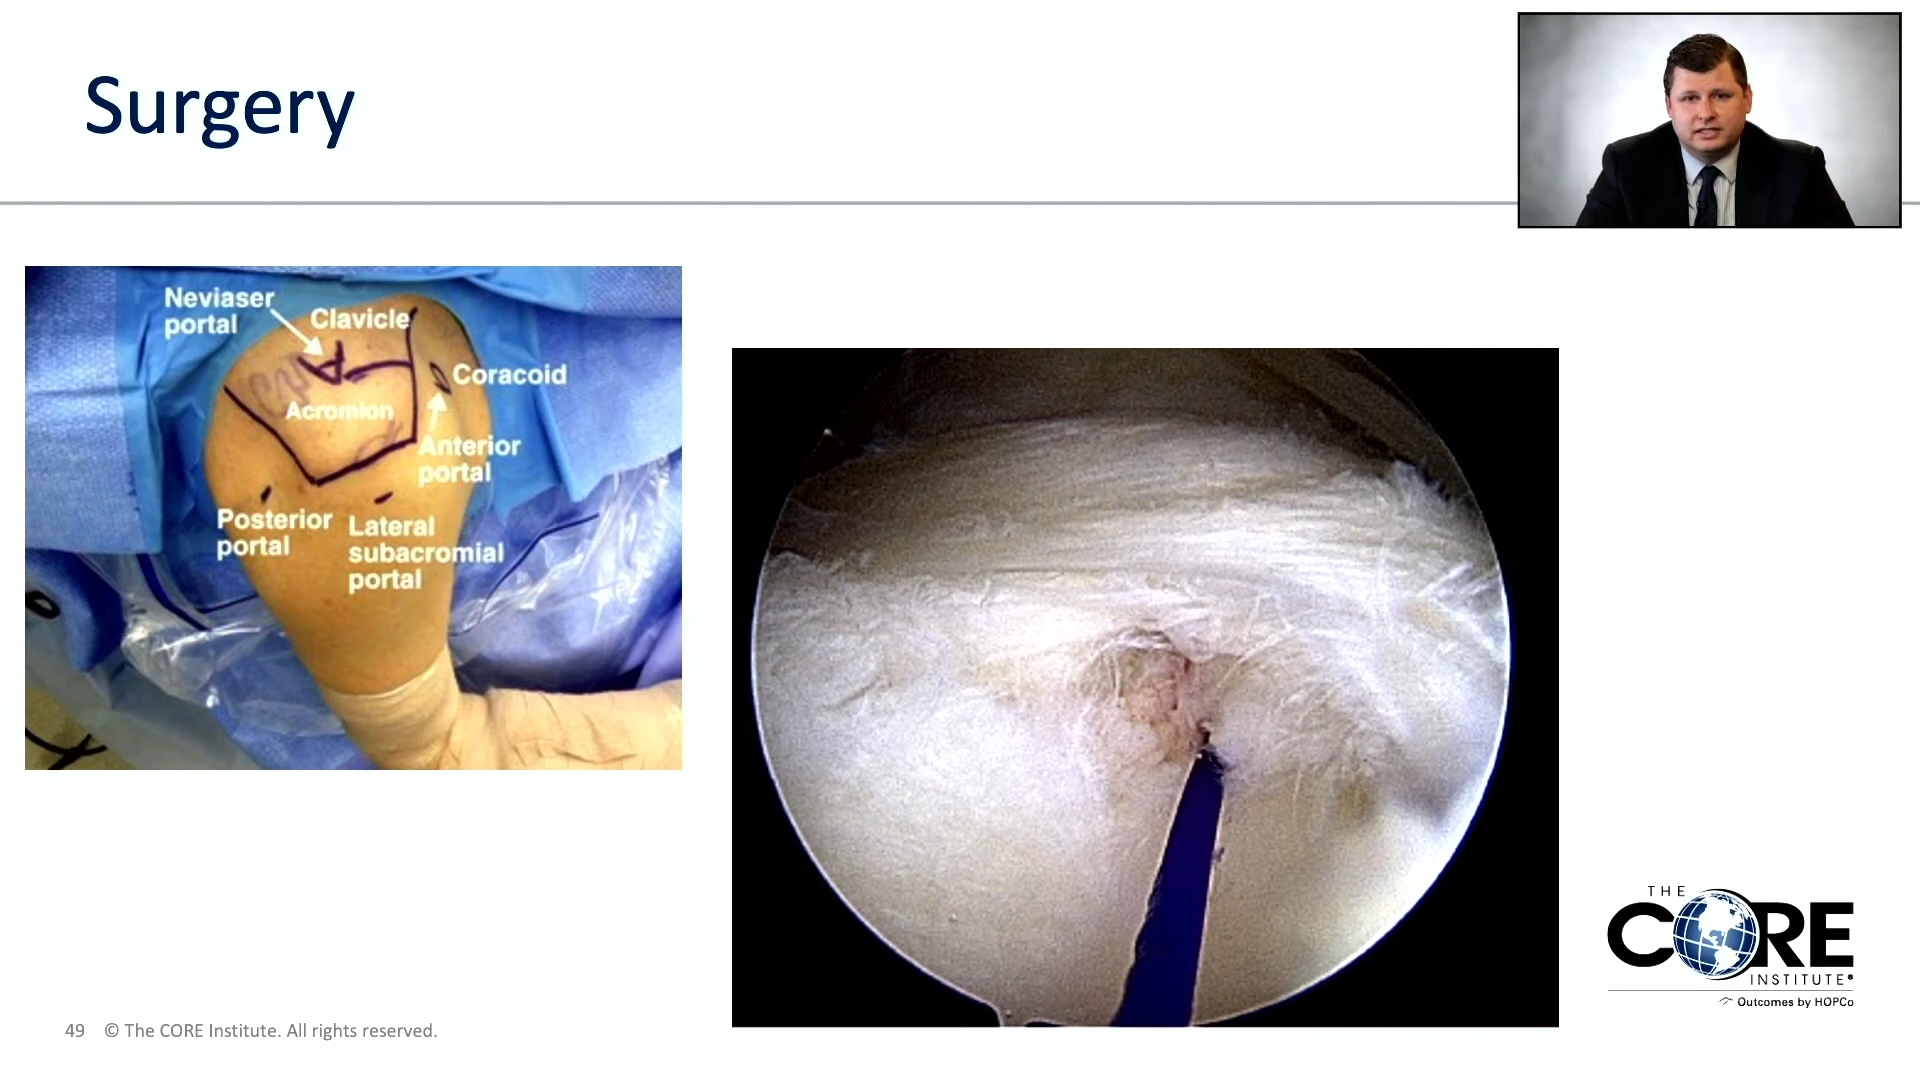 Surgery
Neviaser
portal
Clavicle
Coracoid
Acromion
Anterior
portal
Posterior
portal
Lateral
subacromial
portal
THE
CORE
INSTITUTE®
Outcomes by HOPCo
49 © The CORE Institute. All rights reserved.